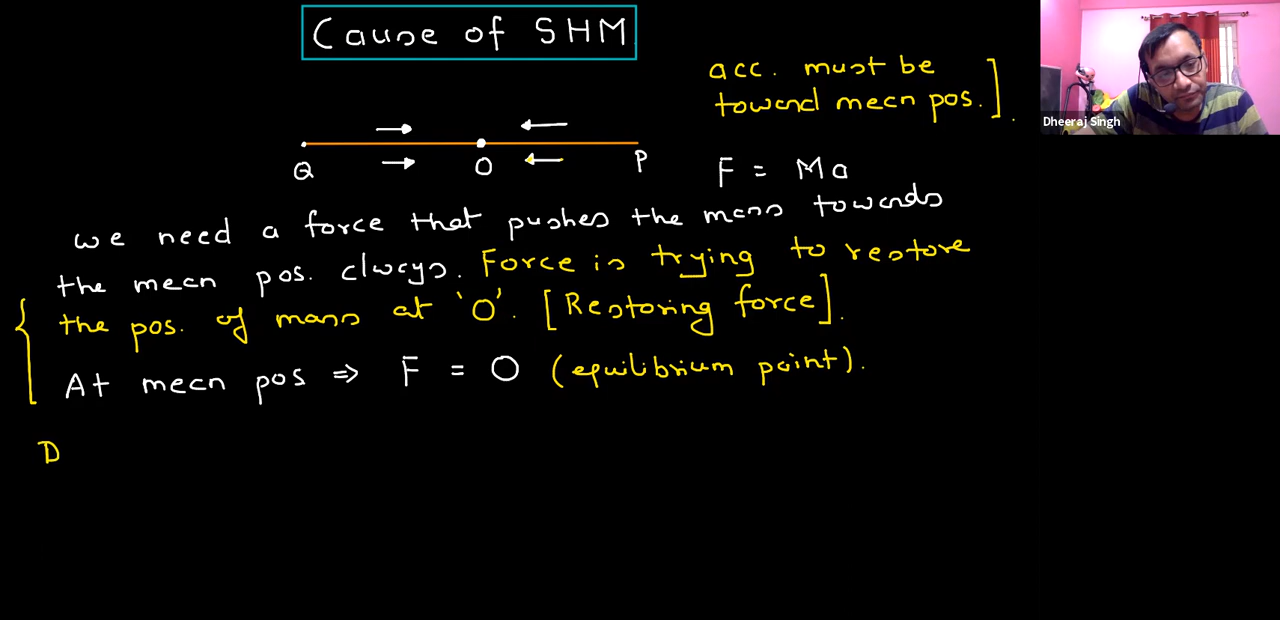 Cause of SHM
acc. must be
toward mean pos.].
Dheeraj Singh
Q O P
F = Ma
we need a force that pushes the mass towards
the mean pos. always. Force is trying to restore
the pos. of mass at 'O'. [Restoring force].
At mean pos ⇒ F = O (equilibrium point).
D